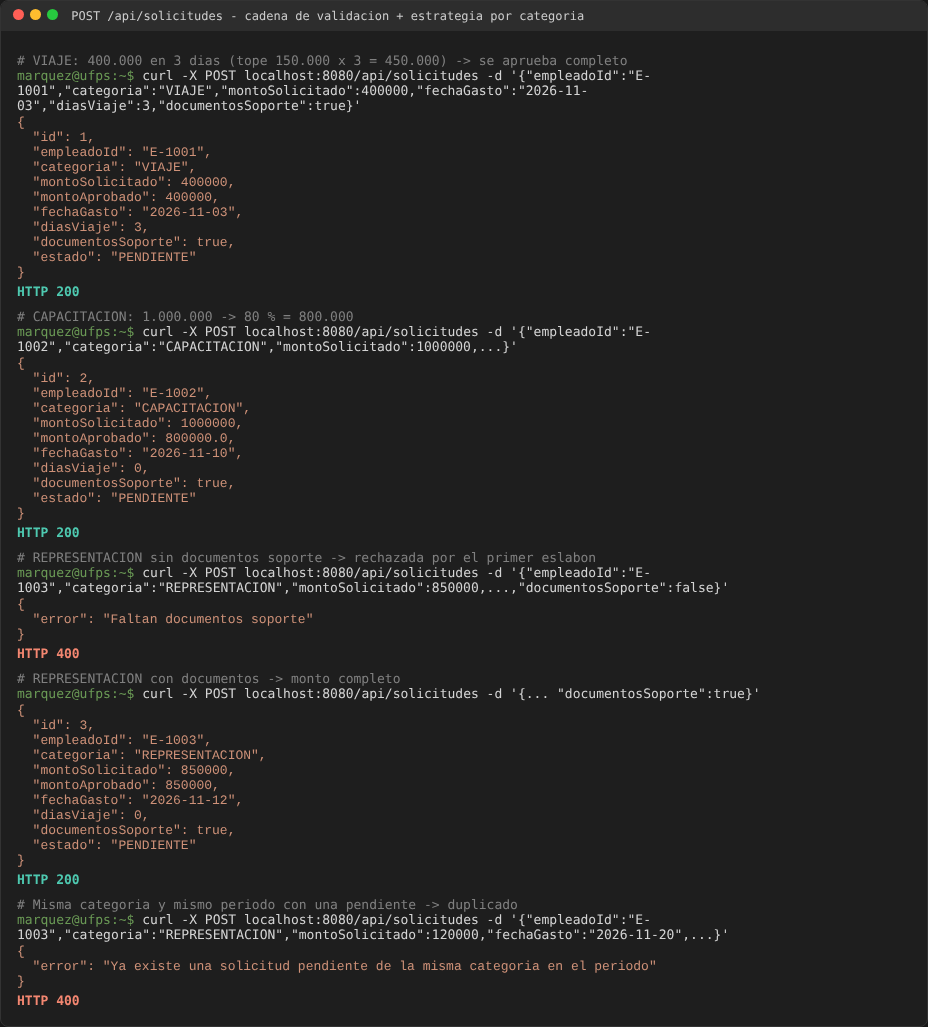 POST /api/solicitudes - cadena de validacion + estrategia por categoria
# VIAJE: 400.000 en 3 dias (tope 150.000 x 3 = 450.000) -> se aprueba completo
marquez@ufps:~$ curl -X POST localhost:8080/api/solicitudes -d '{"empleadoId":"E-
1001","categoria":"VIAJE","montoSolicitado":400000,"fechaGasto":"2026-11-
03","diasViaje":3,"documentosSoporte":true}'
{
  "id": 1,
  "empleadoId": "E-1001",
  "categoria": "VIAJE",
  "montoSolicitado": 400000,
  "montoAprobado": 400000,
  "fechaGasto": "2026-11-03",
  "diasViaje": 3,
  "documentosSoporte": true,
  "estado": "PENDIENTE"
}
HTTP 200
# CAPACITACION: 1.000.000 -> 80 % = 800.000
marquez@ufps:~$ curl -X POST localhost:8080/api/solicitudes -d '{"empleadoId":"E-
1002","categoria":"CAPACITACION","montoSolicitado":1000000,...}'
{
  "id": 2,
  "empleadoId": "E-1002",
  "categoria": "CAPACITACION",
  "montoSolicitado": 1000000,
  "montoAprobado": 800000.0,
  "fechaGasto": "2026-11-10",
  "diasViaje": 0,
  "documentosSoporte": true,
  "estado": "PENDIENTE"
}
HTTP 200
# REPRESENTACION sin documentos soporte -> rechazada por el primer eslabon
marquez@ufps:~$ curl -X POST localhost:8080/api/solicitudes -d '{"empleadoId":"E-
1003","categoria":"REPRESENTACION","montoSolicitado":850000,...,"documentosSoporte":false}'
{
  "error": "Faltan documentos soporte"
}
HTTP 400
# REPRESENTACION con documentos -> monto completo
marquez@ufps:~$ curl -X POST localhost:8080/api/solicitudes -d '{... "documentosSoporte":true}'
{
  "id": 3,
  "empleadoId": "E-1003",
  "categoria": "REPRESENTACION",
  "montoSolicitado": 850000,
  "montoAprobado": 850000,
  "fechaGasto": "2026-11-12",
  "diasViaje": 0,
  "documentosSoporte": true,
  "estado": "PENDIENTE"
}
HTTP 200
# Misma categoria y mismo periodo con una pendiente -> duplicado
marquez@ufps:~$ curl -X POST localhost:8080/api/solicitudes -d '{"empleadoId":"E-
1003","categoria":"REPRESENTACION","montoSolicitado":120000,"fechaGasto":"2026-11-20",...}'
{
  "error": "Ya existe una solicitud pendiente de la misma categoria en el periodo"
}
HTTP 400